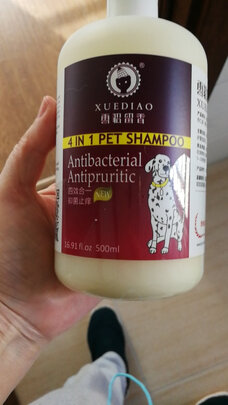 XUEDIAO
雪貂留香
4 IN 1 PET SHAMPOO
Antibacterial
Antipruritic
四效合一
抑菌止痒
NEW
16.91 fl.oz 500ml